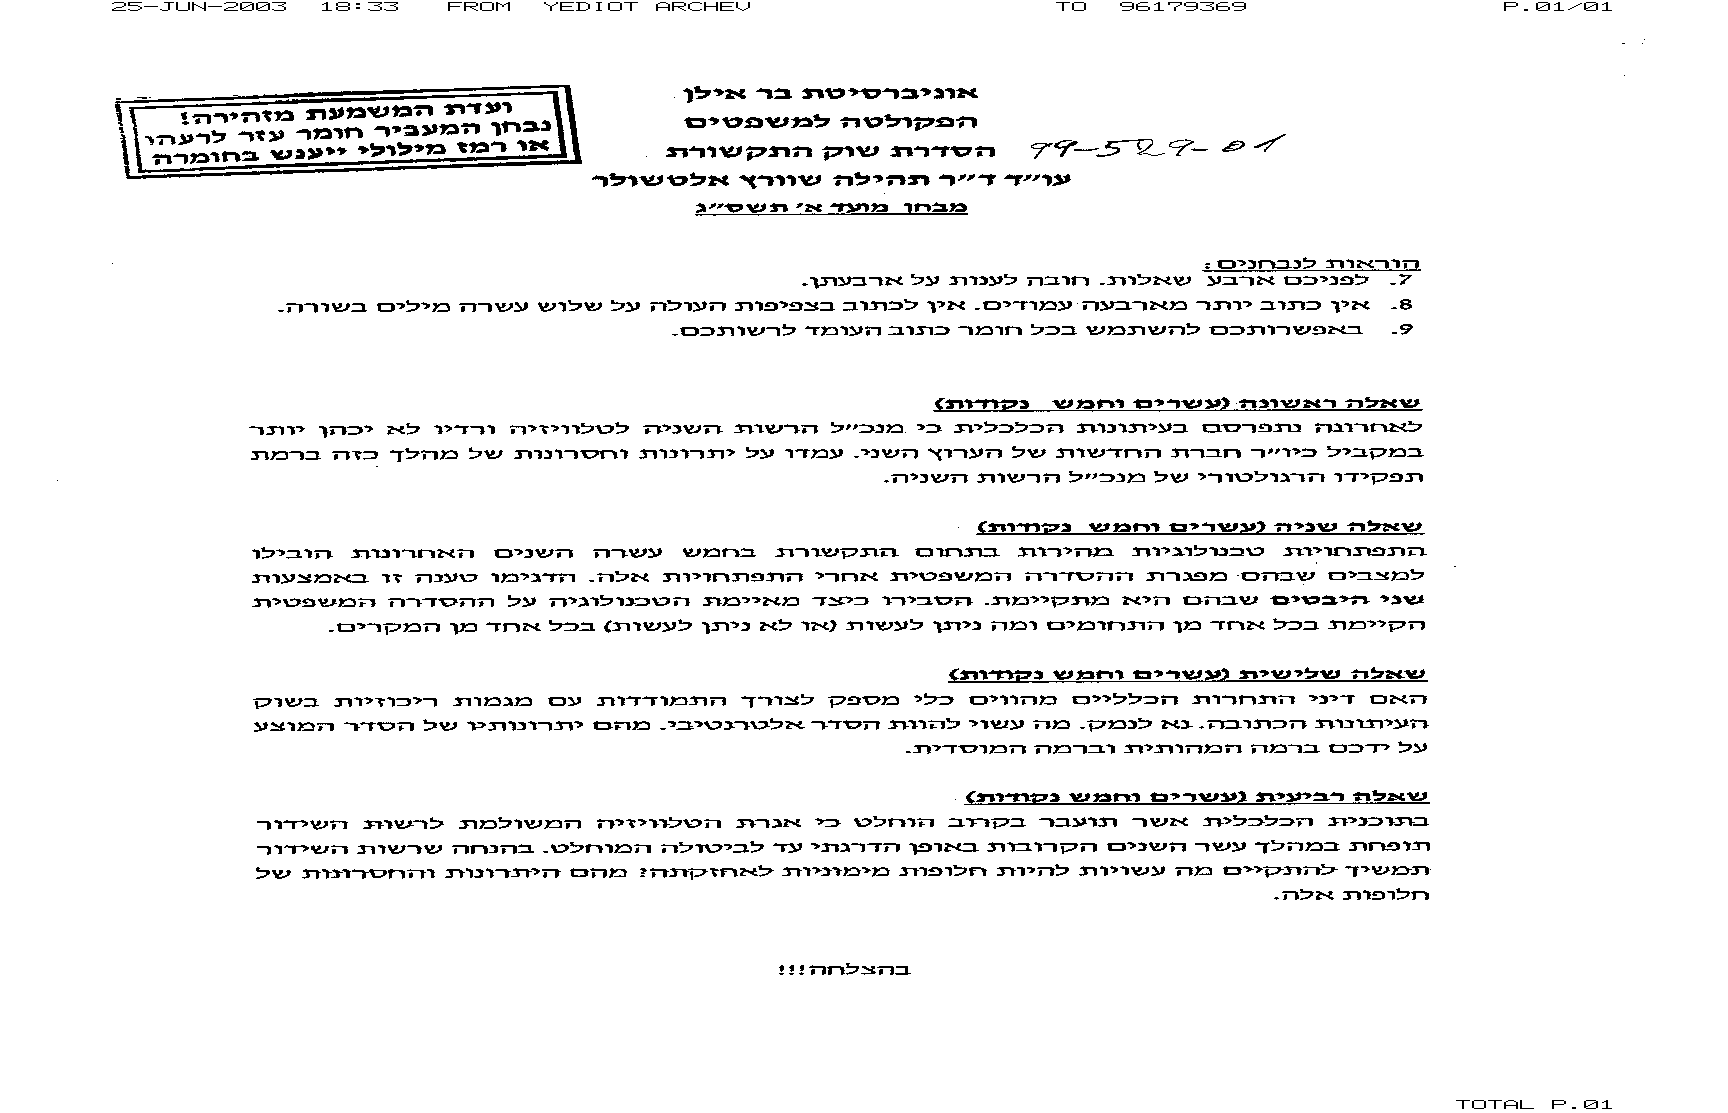 25-JUN-2003 18:33 FROM YEDIOT ARCHEV TO 96179369 P.01/01
ועדת המשמעת מזהירה!
נבחן המעביר חומר עזר לרעהו
או רמז מילולי ייענש בחומרה
אוניברסיטת בר אילן
הפקולטה למשפטים
הסדרת שוק התקשורת 99-529-01
עו״ד ד״ר תהילה שוורץ אלטשולר
מבחן מועד א׳ תשס״ג
הוראות לנבחנים:
7. לפניכם ארבע שאלות. חובה לענות על ארבעתן.
8. אין כתוב יותר מארבעה עמודים. אין לכתוב בצפיפות העולה על שלוש עשרה מילים בשורה.
9. באפשרותכם להשתמש בכל חומר כתוב העומד לרשותכם.
שאלה ראשונה (עשרים וחמש נקודות)
לאחרונה נתפרסם בעיתונות הכלכלית כי מנכ״ל הרשות השניה לטלוויזיה ורדיו לא יכהן יותר
במקביל כיו״ר חברת החדשות של הערוץ השני. עמדו על יתרונות וחסרונות של מהלך כזה ברמת
תפקידו הרגולטורי של מנכ״ל הרשות השניה.
שאלה שניה (עשרים וחמש נקודות)
התפתחויות טכנולוגיות מהירות בתחום התקשורת בחמש עשרה השנים האחרונות הובילו
למצבים שבהם מפגרת ההסדרה המשפטית אחרי התפתחויות אלה. הדגימו טענה זו באמצעות
שני היבטים שבהם היא מתקיימת. הסבירו כיצד מאיימת הטכנולוגיה על ההסדרה המשפטית
הקיימת בכל אחד מן התחומים ומה ניתן לעשות (או לא ניתן לעשות) בכל אחד מן המקרים.
שאלה שלישית (עשרים וחמש נקודות)
האם דיני התחרות הכלליים מהווים כלי מספק לצורך התמודדות עם מגמות ריכוזיות בשוק
העיתונות הכתובה. נא לנמק. מה עשוי להוות הסדר אלטרנטיבי. מהם יתרונותיו של הסדר המוצע
על ידכם ברמה המהותית וברמה המוסדית.
שאלה רביעית (עשרים וחמש נקודות)
בתוכנית הכלכלית אשר תועבר בקרוב הוחלט כי אגרת הטלוויזיה המשולמת לרשות השידור
תופחת במהלך עשר השנים הקרובות באופן הדרגתי עד לביטולה המוחלט. בהנחה שרשות השידור
תמשיך להתקיים מה עשויות להיות חלופות מימוניות לאחזקתה? מהם היתרונות והחסרונות של
חלופות אלה.
בהצלחה!!!
TOTAL P.01